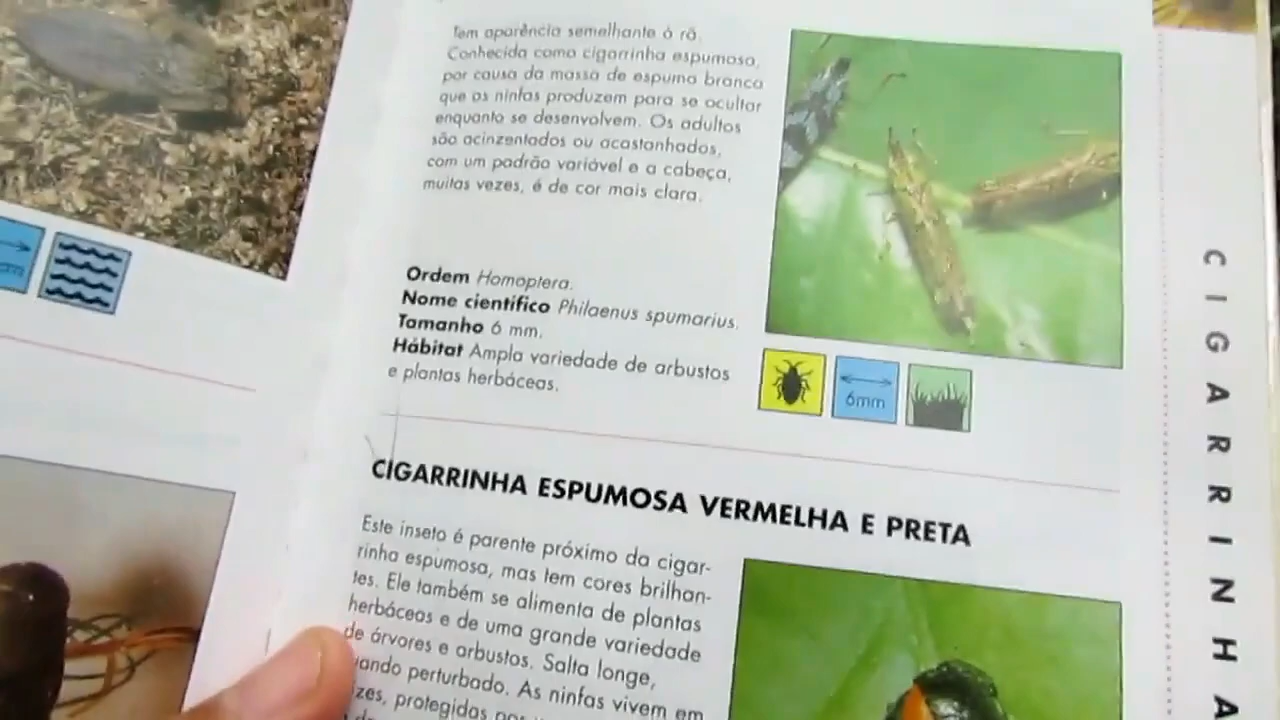 Tem aparência semelhante à rã.
Conhecida como cigarrinha espumosa,
por causa da massa de espuma branca
que as ninfas produzem para se ocultar
enquanto se desenvolvem. Os adultos
são acinzentados ou acastanhados,
com um padrão variável e a cabeça,
muitas vezes, é de cor mais clara.
Ordem Homoptera.
Nome científico Philaenus spumarius.
Tamanho 6 mm.
Hábitat Ampla variedade de arbustos
e plantas herbáceas.
6mm
CIGARRINHA ESPUMOSA VERMELHA E PRETA
Este inseto é parente próximo da cigar-
rinha espumosa, mas tem cores brilhan-
tes. Ele também se alimenta de plantas
herbáceas e de uma grande variedade
de árvores e arbustos. Salta longe,
uando perturbado. As ninfas vivem em
zes, protegidas por
CIGARRINHA